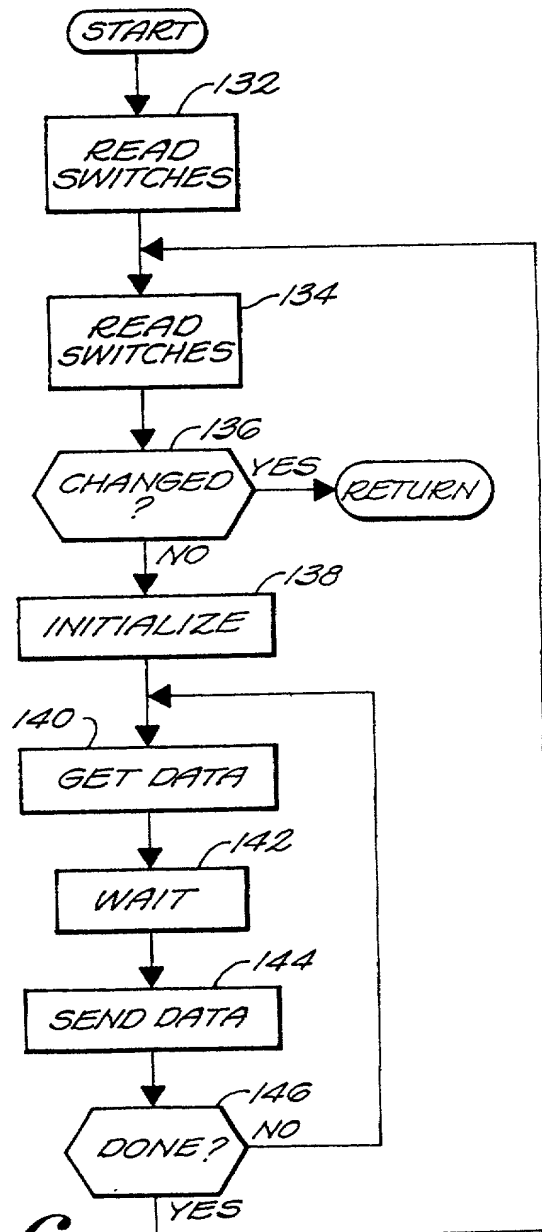 START
132
READ
SWITCHES
134
READ
SWITCHES
136
CHANGED
?
YES
RETURN
NO
138
INITIALIZE
140
GET DATA
142
WAIT
144
SEND DATA
146
DONE?
NO
YES